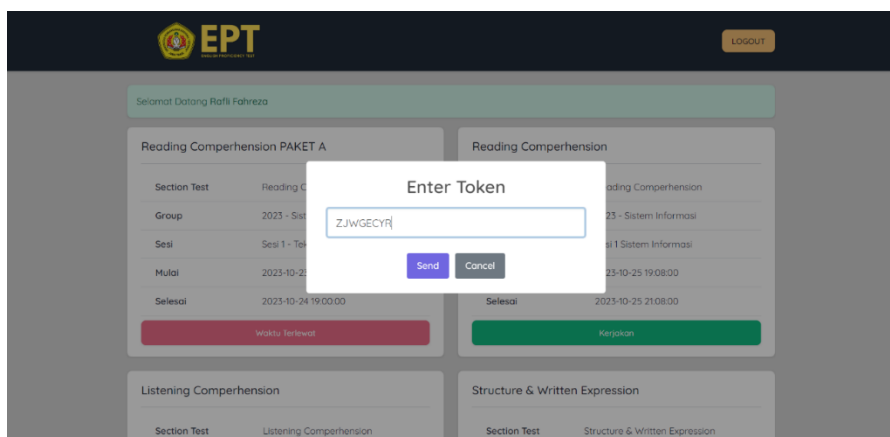 EPT
LOGOUT
Selamat Datang Rafli Fahreza
Reading Comperhension PAKET A
Section Test Reading C
Group 2023 - Sist
Sesi Sesi 1 - Tek
Mulai 2023-10-23
Selesai 2023-10-24 19:00:00
Waktu Terlewat
Reading Comperhension
ading Comperhension
23 - Sistem Informasi
si 1 Sistem Informasi
23-10-25 19:08:00
Selesai 2023-10-25 21:08:00
Kerjakan
Enter Token
ZJWGECYR
Send Cancel
Listening Comperhension
Section Test Listening Comperhension
Structure & Written Expression
Section Test Structure & Written Expression